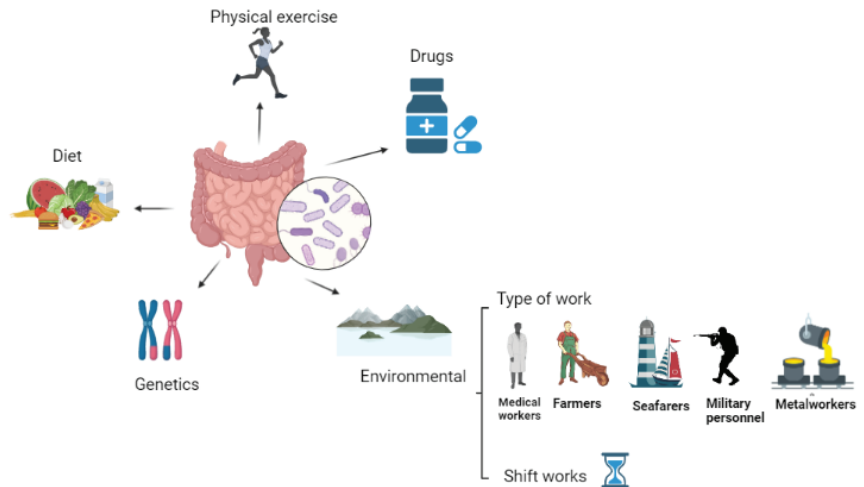 Physical exercise
Drugs
Diet
Genetics
Environmental
Type of work
Medical
workers
Farmers
Seafarers
Military
personnel
Metalworkers
Shift works